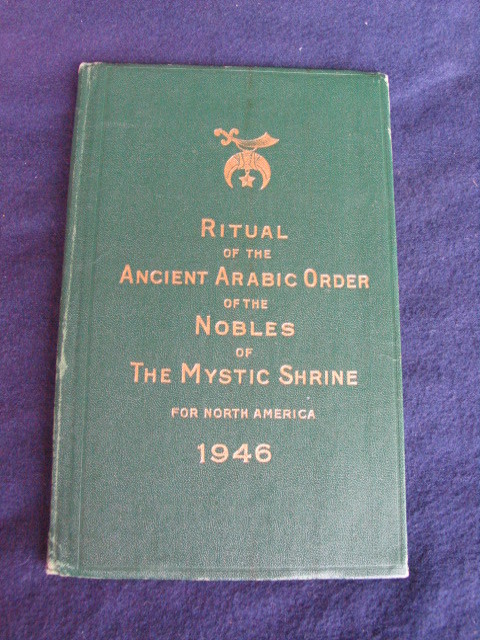 RITUAL
OF THE
ANCIENT ARABIC ORDER
OF THE
NOBLES
OF
THE MYSTIC SHRINE
FOR NORTH AMERICA
1946